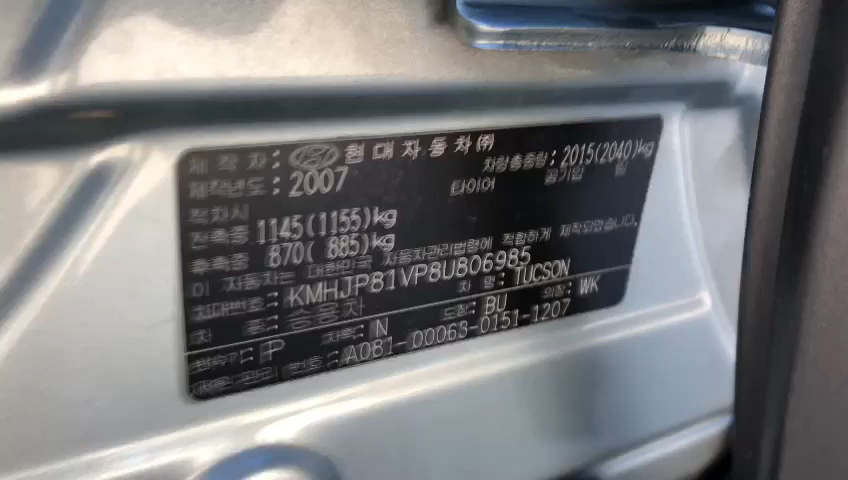 제작자 : 현대자동차(주)
제작년도 : 2007 차량총중량 : 2015(2040)kg
적차시 타이어 공기압
전축중 1145(1155)kg
후축중 870( 885)kg
이 자동차는 대한민국 자동차관리법령에 적합하게 제작되었습니다.
차대번호 : KMHJP81VP8U806985
차 종 : 승용차 차 명 : TUCSON
변속기 : P 차축 : N 도장 : BU 의장 : WK
관리 번호 : A081-00063-0151-1207